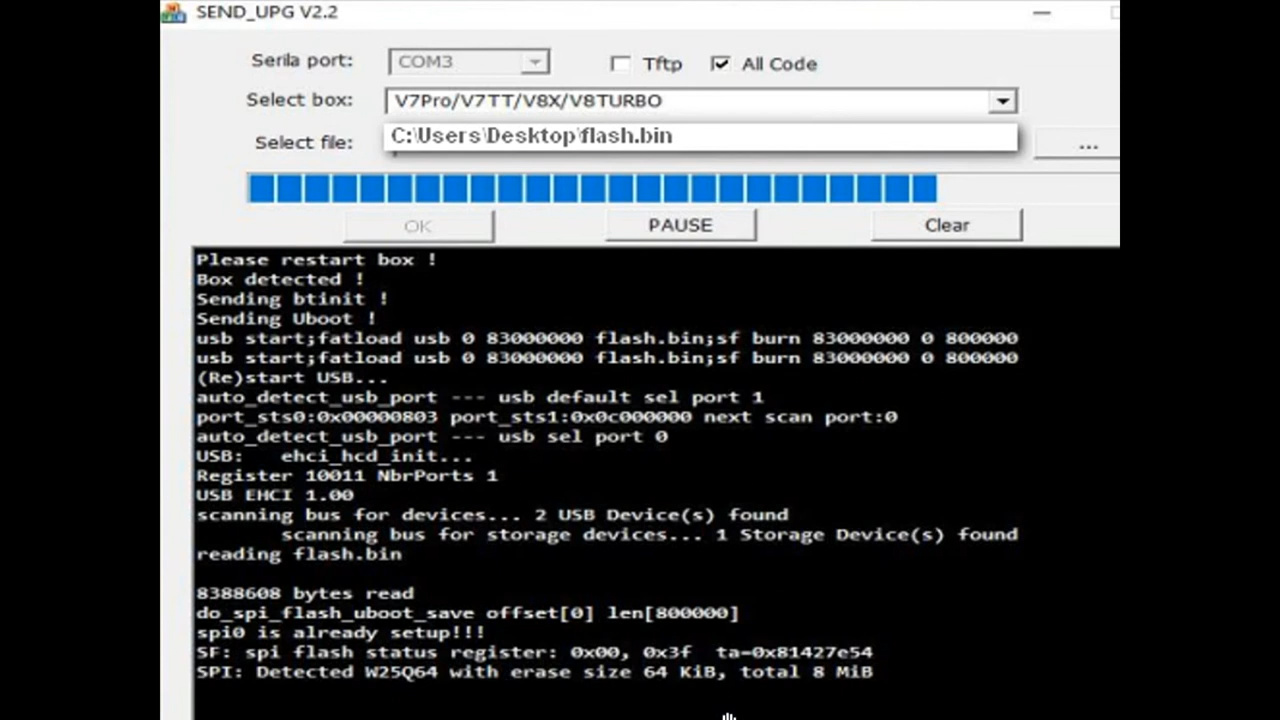 SEND_UPG V2.2
Serila port: COM3 Tftp All Code
Select box: V7Pro/V7TT/V8X/V8TURBO
Select file: C:\Users\Desktop\flash.bin ...
OK PAUSE Clear
Please restart box !
Box detected !
Sending btinit !
Sending Uboot !
usb start;fatload usb 0 83000000 flash.bin;sf burn 83000000 0 800000
usb start;fatload usb 0 83000000 flash.bin;sf burn 83000000 0 800000
(Re)start USB...
auto_detect_usb_port --- usb default sel port 1
port_sts0:0x00000803 port_sts1:0x0c000000 next scan port:0
auto_detect_usb_port --- usb sel port 0
USB: ehci_hcd_init...
Register 10011 NbrPorts 1
USB EHCI 1.00
scanning bus for devices... 2 USB Device(s) found
scanning bus for storage devices... 1 Storage Device(s) found
reading flash.bin
8388608 bytes read
do_spi_flash_uboot_save offset[0] len[800000]
spi0 is already setup!!!
SF: spi flash status register: 0x00, 0x3f ta=0x81427e54
SPI: Detected W25Q64 with erase size 64 KiB, total 8 MiB